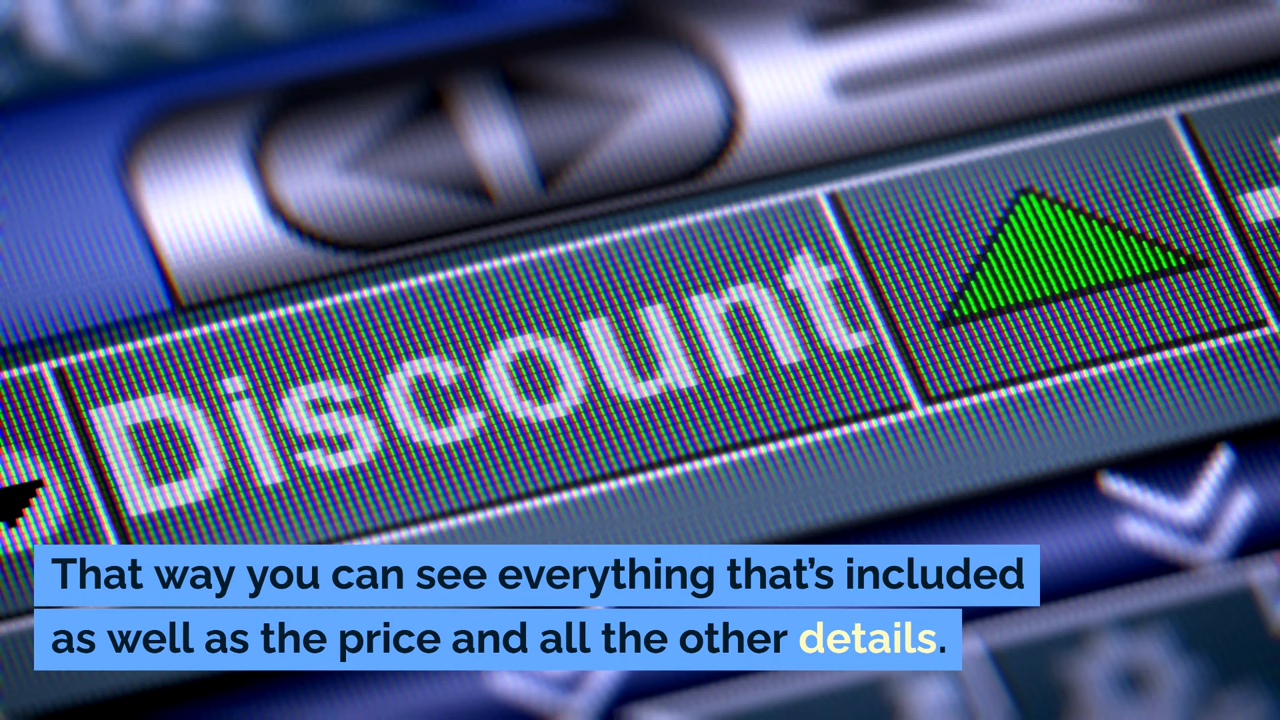 Discount
That way you can see everything that’s included
as well as the price and all the other details.